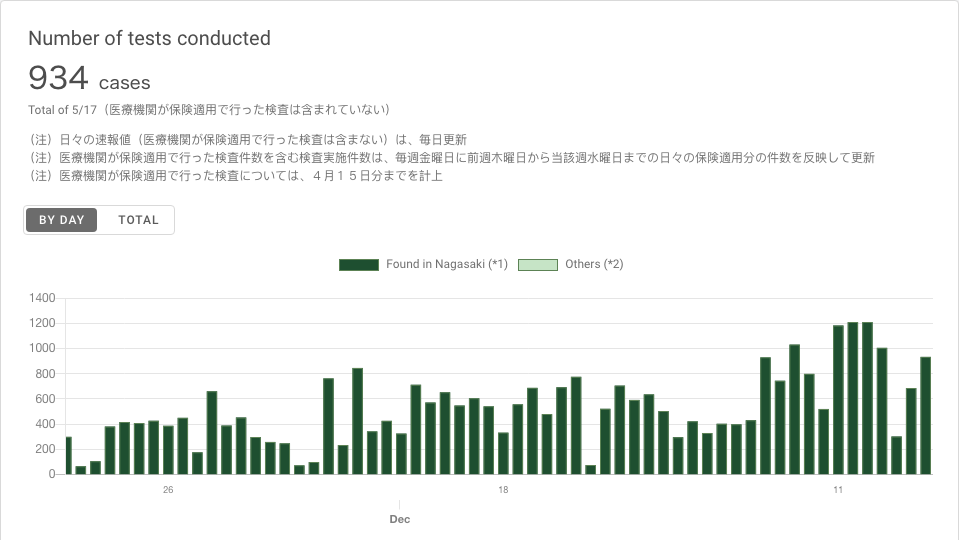 Number of tests conducted
934 cases
Total of 5/17（医療機関が保険適用で行った検査は含まれていない）
（注）日々の速報値（医療機関が保険適用で行った検査は含まない）は、毎日更新
（注）医療機関が保険適用で行った検査件数を含む検査実施件数は、毎週金曜日に前週木曜日から当該週水曜日までの日々の保険適用分の件数を反映して更新
（注）医療機関が保険適用で行った検査については、４月１５日分までを計上
BY DAY TOTAL
Found in Nagasaki (*1) Others (*2)
1400
1200
1000
800
600
400
200
0
26 18 11
Dec